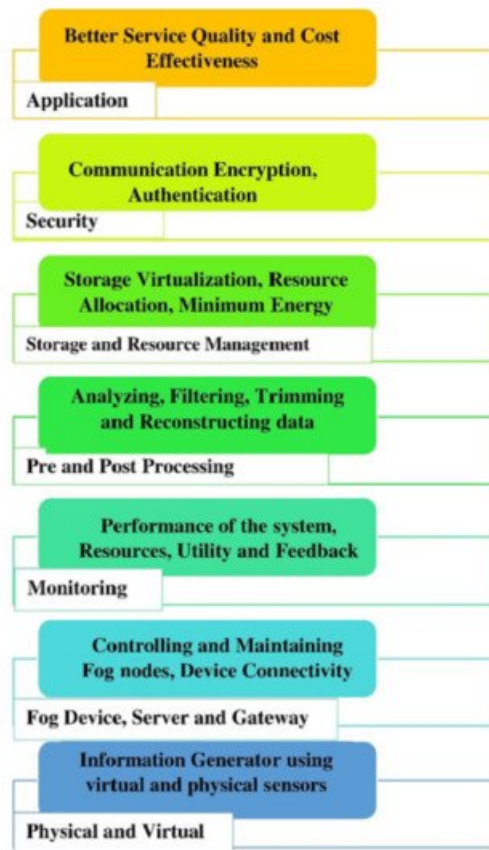 Better Service Quality and Cost
Effectiveness
Application
Communication Encryption,
Authentication
Security
Storage Virtualization, Resource
Allocation, Minimum Energy
Storage and Resource Management
Analyzing, Filtering, Trimming
and Reconstructing data
Pre and Post Processing
Performance of the system,
Resources, Utility and Feedback
Monitoring
Controlling and Maintaining
Fog nodes, Device Connectivity
Fog Device, Server and Gateway
Information Generator using
virtual and physical sensors
Physical and Virtual